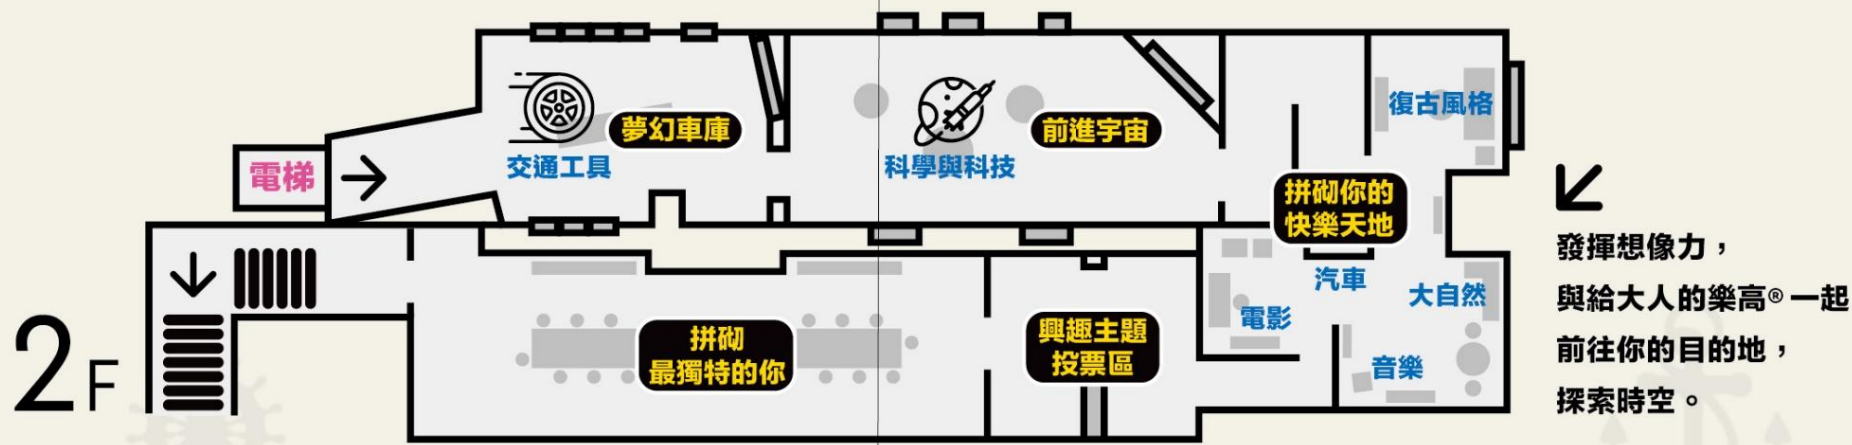 2F
電梯
交通工具
夢幻車庫
科學與科技
前進宇宙
復古風格
拼砌你的
快樂天地
汽車
大自然
電影
音樂
興趣主題
投票區
拼砌
最獨特的你
發揮想像力，
與給大人的樂高®一起
前往你的目的地，
探索時空。